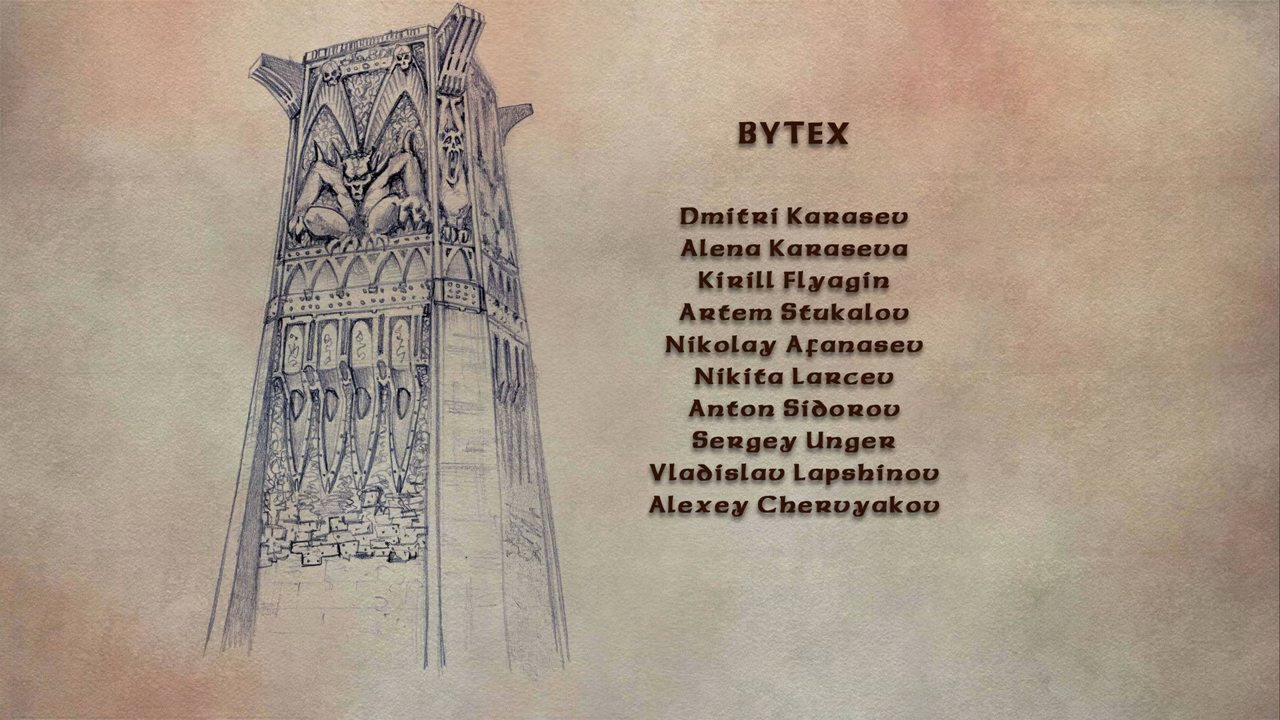 BYTEX
Dmitri Karasev
Alena Karaseva
Kirill Flyagin
Artem Stukalov
Nikolay Afanasev
Nikita Larcev
Anton Sidorov
Sergey Unger
Vladislav Lapshinov
Alexey Chervyakov